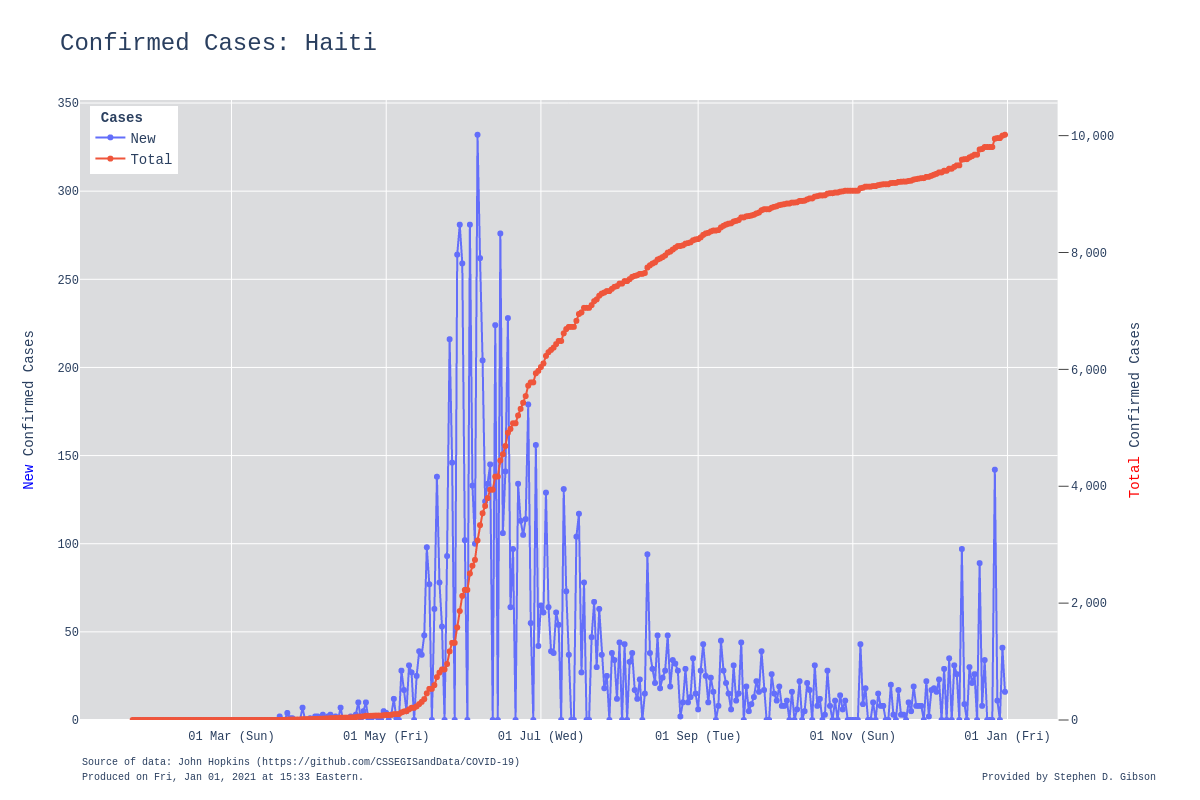 Confirmed Cases: Haiti
Cases
New
Total
350
300
250
200
150
100
50
0
10,000
8,000
6,000
4,000
2,000
0
New Confirmed Cases
Total Confirmed Cases
01 Mar (Sun)
01 May (Fri)
01 Jul (Wed)
01 Sep (Tue)
01 Nov (Sun)
01 Jan (Fri)
Source of data: John Hopkins (https://github.com/CSSEGISandData/COVID-19)
Produced on Fri, Jan 01, 2021 at 15:33 Eastern.
Provided by Stephen D. Gibson